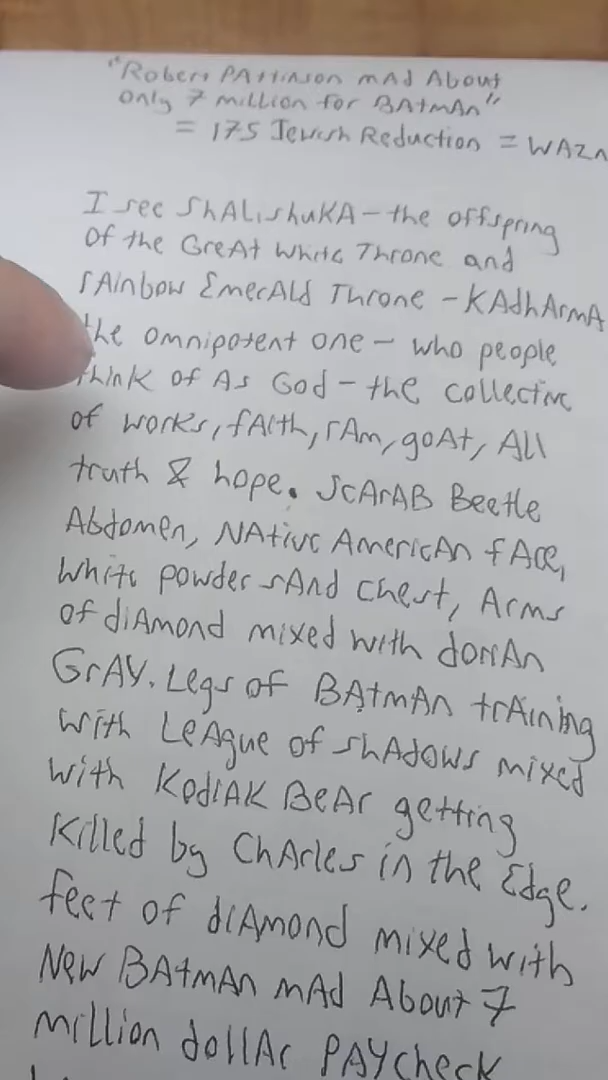 "Robert PAttinson mAd About
only 7 million for BAtmAn"
= 175 Jewish Reduction = WAzn
I see ShALishuKA - the offspring
of the GreAt White Throne and
rAinbow EmerAld Throne - KAdhArmA
the omnipotent one - who people
think of As God - the collective
of works, fAith, rAm, goAt, All
truth & hope. ScArAB Beetle
Abdomen, NAtive AmericAn fAce,
White powder sAnd chest, Arms
of diAmond mixed with doriAn
GrAY. Legs of BAtmAn trAining
with LeAgue of shAdows mixed
with KodiAK BeAr getting
Killed by ChArles in the Edge.
feet of diAmond mixed with
New BAtmAn mAd About 7
million dollAr PAYcheck